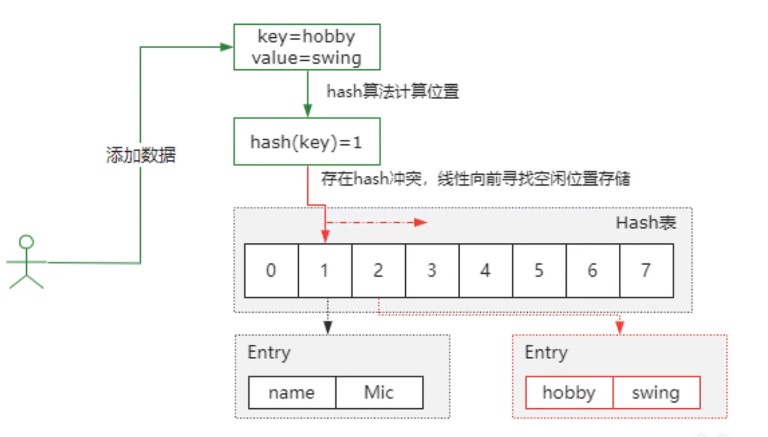 key=hobby
value=swing
hash算法计算位置
添加数据
hash(key)=1
存在hash冲突，线性向前寻找空闲位置存储
Hash表
0 1 2 3 4 5 6 7
Entry
name Mic
Entry
hobby swing